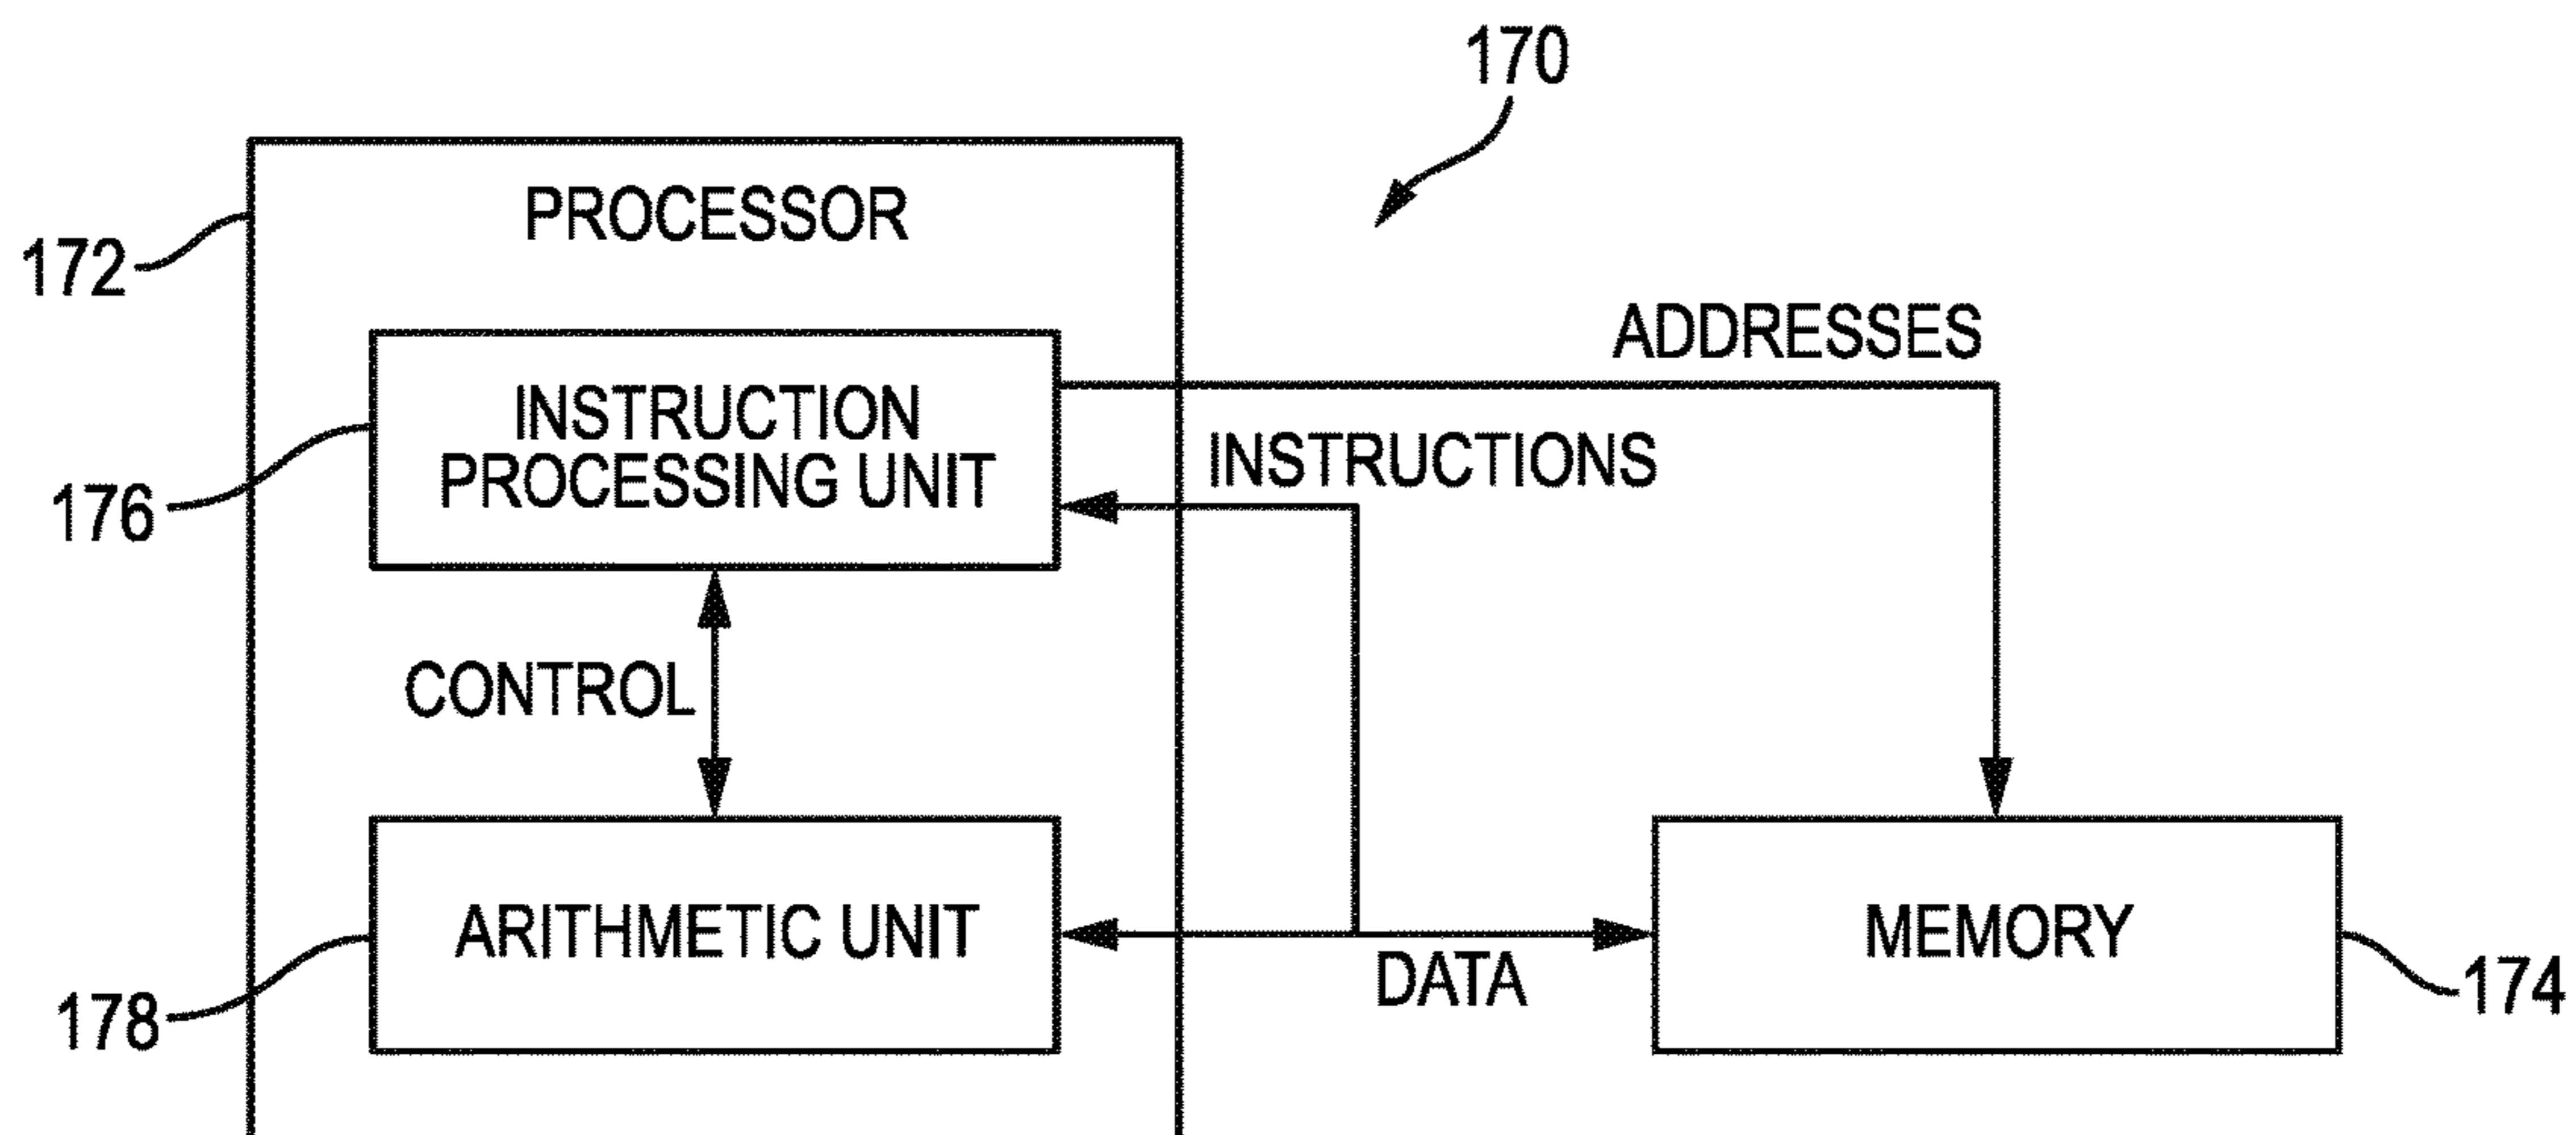 170
PROCESSOR
172
ADDRESSES
INSTRUCTION
PROCESSING UNIT
INSTRUCTIONS
176
CONTROL
ARITHMETIC UNIT
MEMORY
DATA
178
174